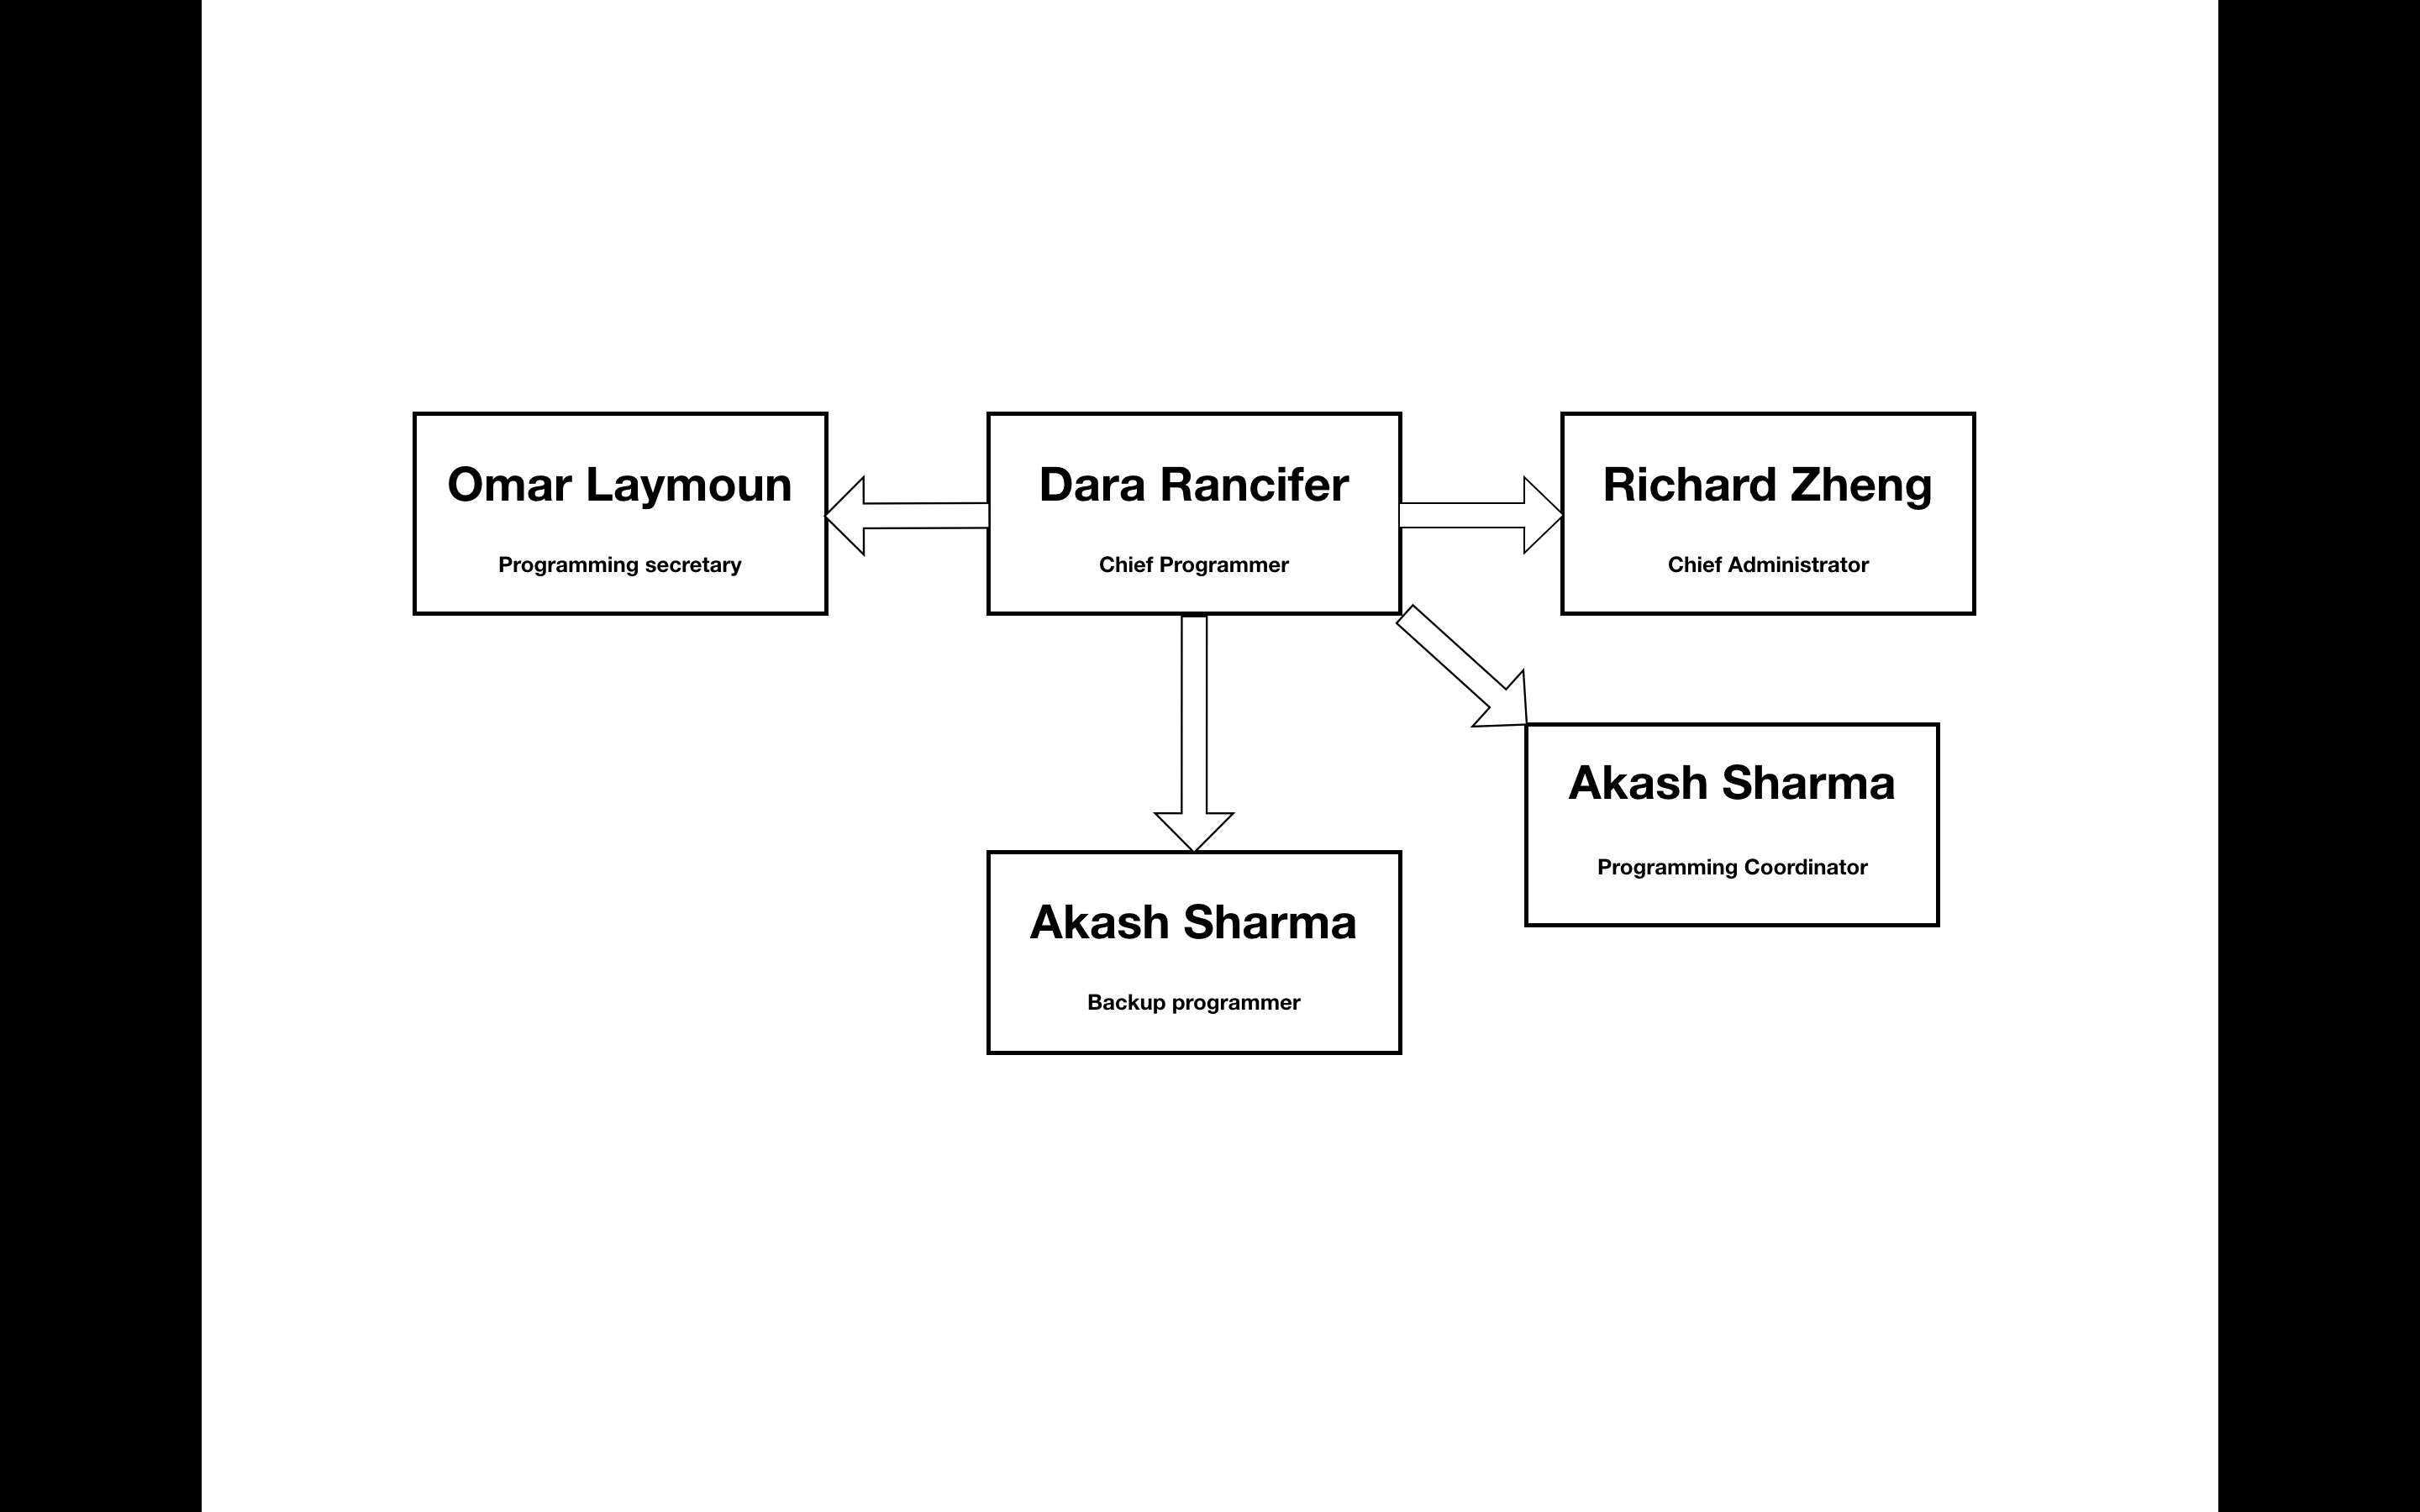 Omar Laymoun
Programming secretary
Dara Rancifer
Chief Programmer
Richard Zheng
Chief Administrator
Akash Sharma
Programming Coordinator
Akash Sharma
Backup programmer